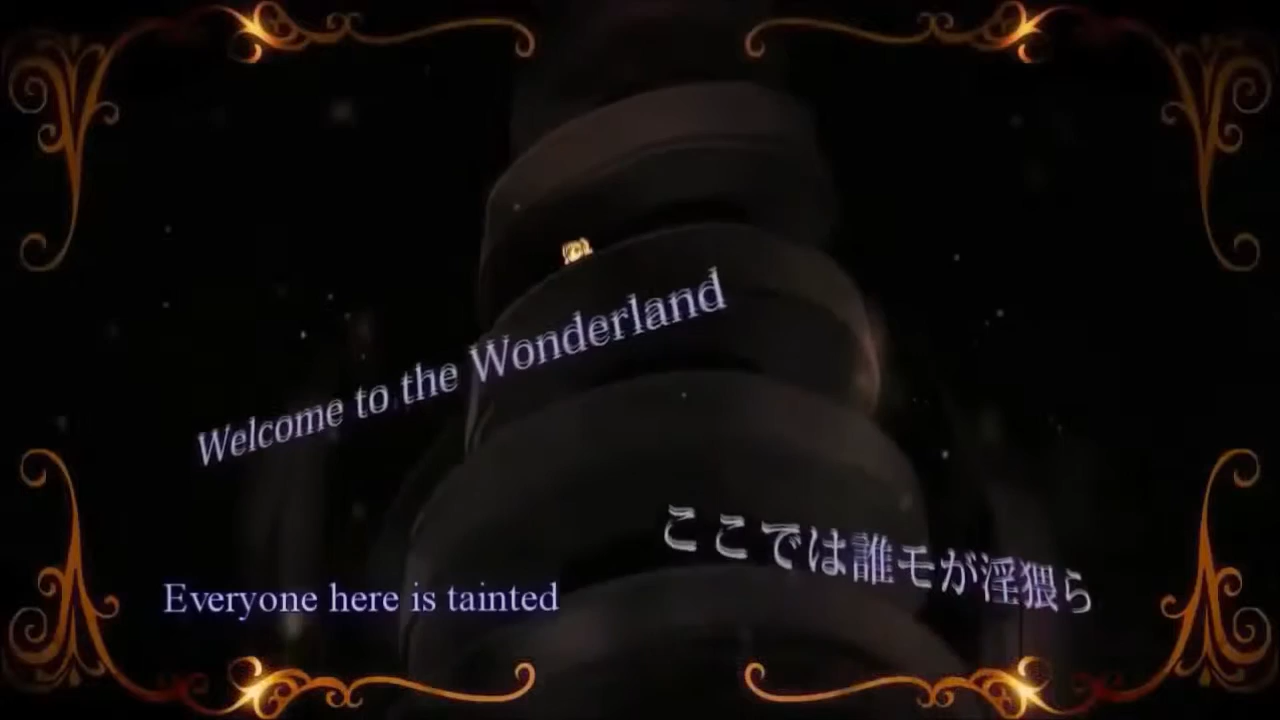 Welcome to the Wonderland
ここでは誰モが淫猥ら
Everyone here is tainted